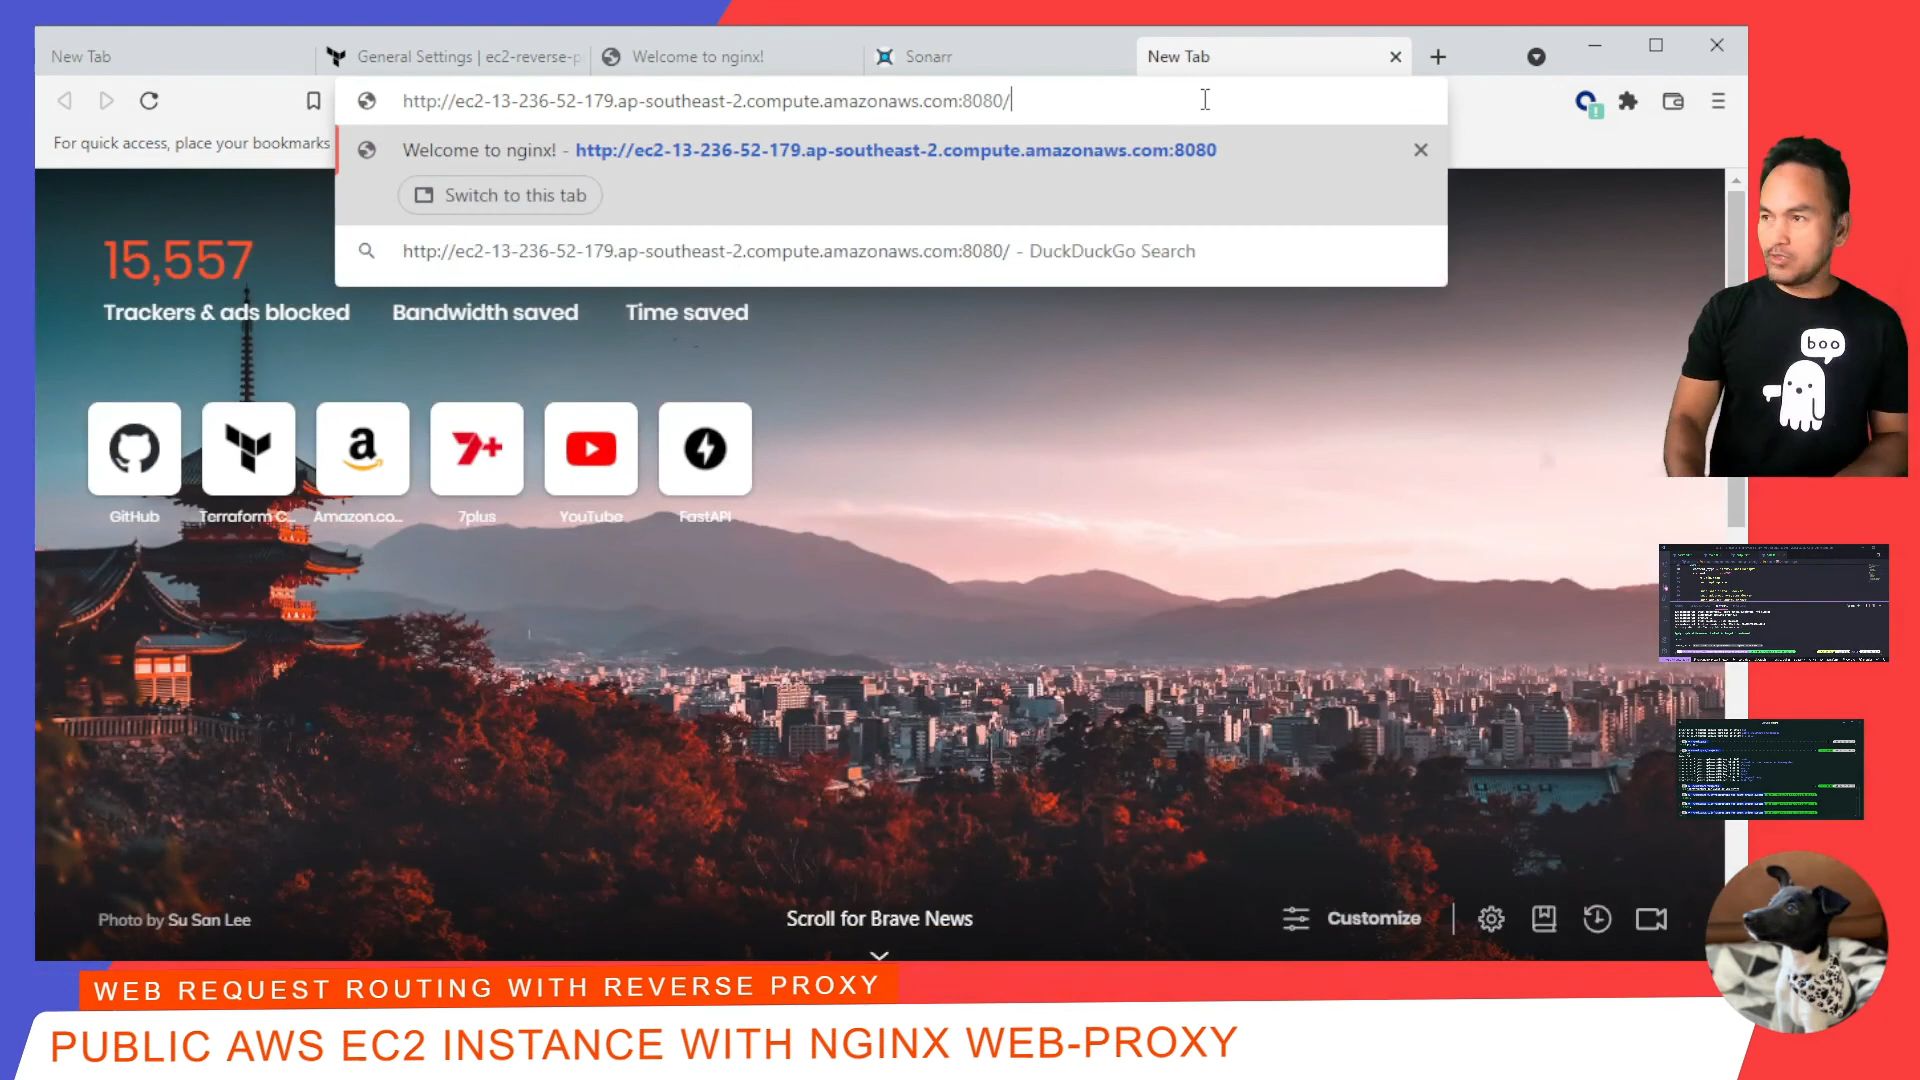 New Tab
General Settings | ec2-reverse-p
Welcome to nginx!
Sonarr
New Tab
http://ec2-13-236-52-179.ap-southeast-2.compute.amazonaws.com:8080/
For quick access, place your bookmarks
Welcome to nginx! - http://ec2-13-236-52-179.ap-southeast-2.compute.amazonaws.com:8080
Switch to this tab
http://ec2-13-236-52-179.ap-southeast-2.compute.amazonaws.com:8080/ - DuckDuckGo Search
15,557
Trackers & ads blocked
Bandwidth saved
Time saved
boo
a
7+
GitHub
Terraform C...
Amazon.co...
7plus
YouTube
FastAPI
Photo by Su San Lee
Scroll for Brave News
Customize
WEB REQUEST ROUTING WITH REVERSE PROXY
PUBLIC AWS EC2 INSTANCE WITH NGINX WEB-PROXY